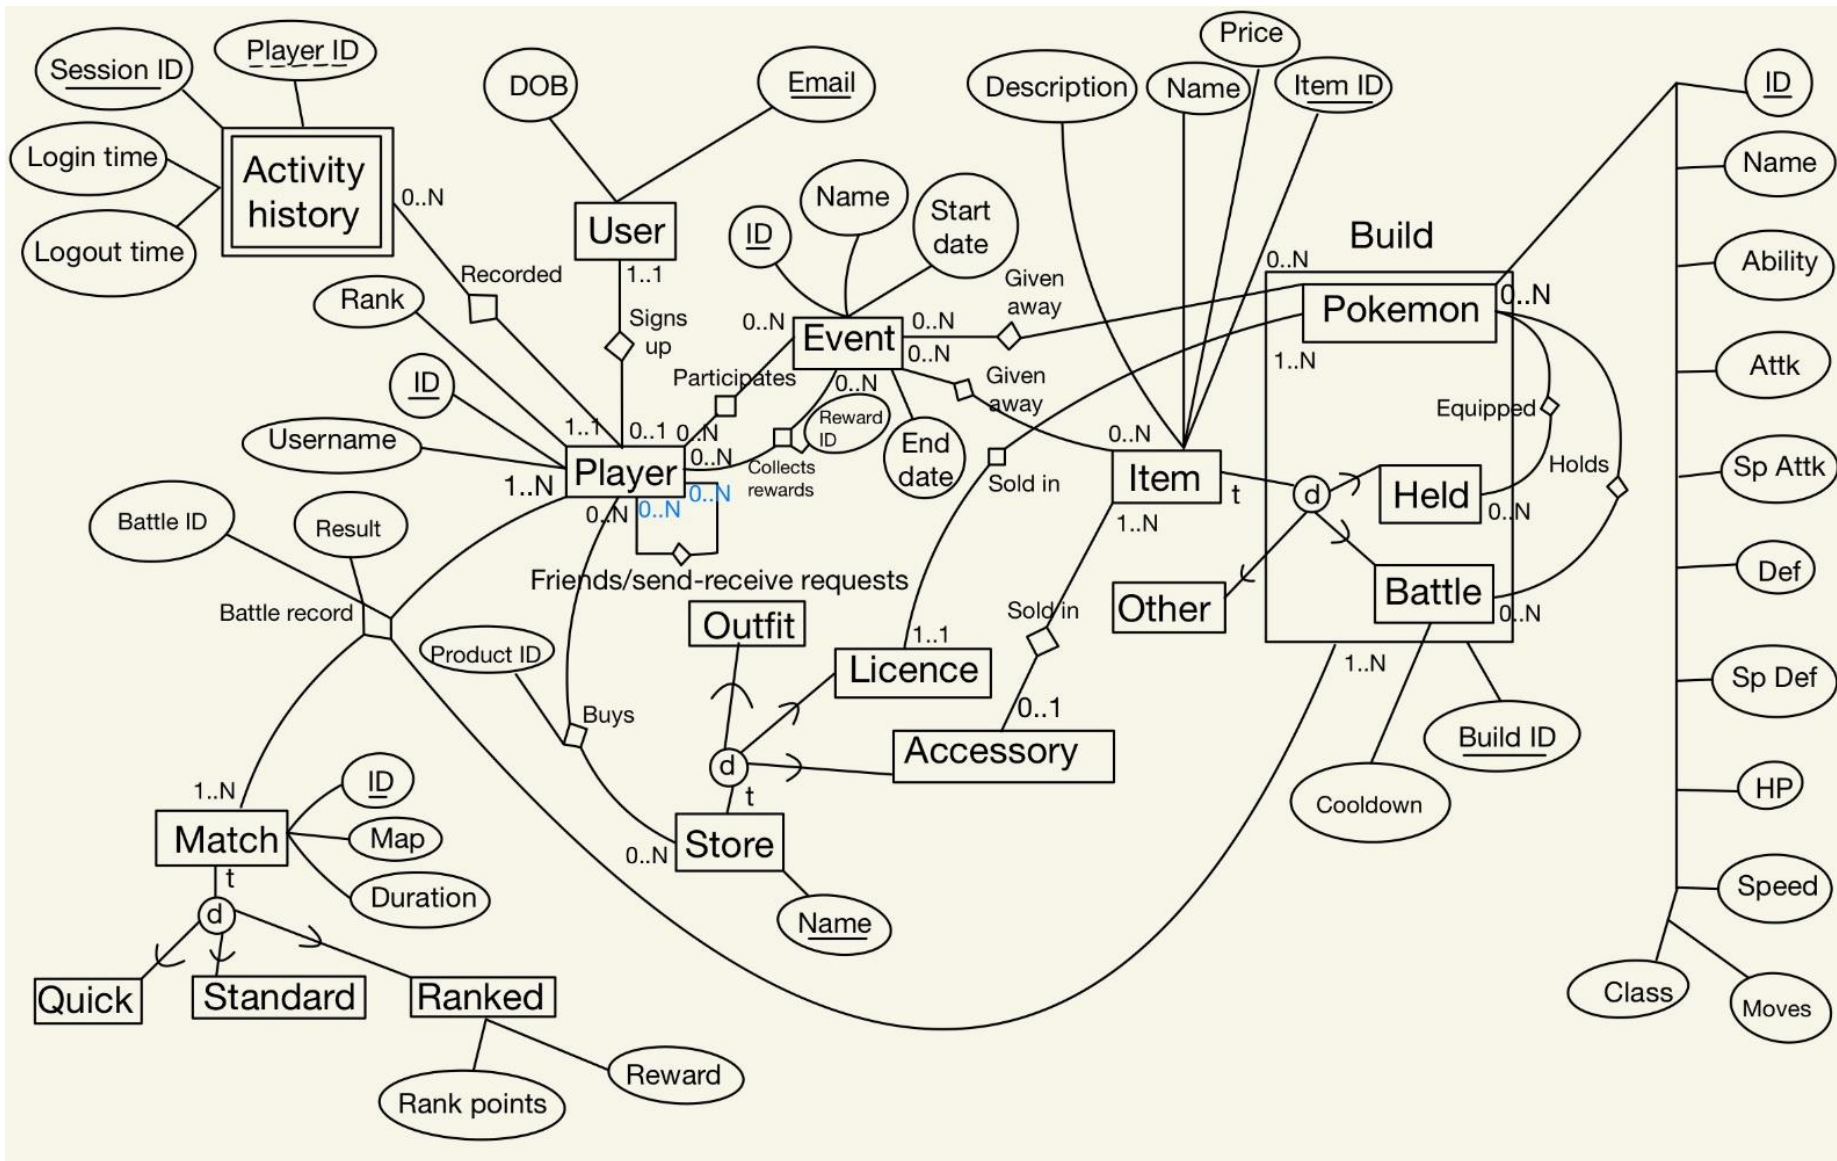 Session ID
Player ID
Login time
Logout time
Activity
history
0..N
Recorded
DOB
Email
User
1..1
Signs
up
Rank
ID
Username
1..1
0..1
0..N
Player
0..N
1..N
0..N
0..N
0..N
Friends/send-receive requests
ID
Name
Start
date
Event
0..N
0..N
0..N
0..N
End
date
Participates
Collects
rewards
Reward
ID
Given
away
Given
away
Description
Name
Price
Item ID
Item
0..N
1..N
t
d
Held
0..N
Battle
0..N
Other
Build
0..N
Pokemon
0..N
1..N
Equipped
Holds
Sold in
Sold in
1..N
Build ID
Cooldown
ID
Name
Ability
Attk
Sp Attk
Def
Sp Def
HP
Speed
Class
Moves
Battle ID
Result
Battle record
Product ID
Buys
Outfit
Licence
1..1
Accessory
0..1
d
t
Store
0..N
Name
1..N
Match
ID
Map
Duration
t
d
Quick
Standard
Ranked
Rank points
Reward